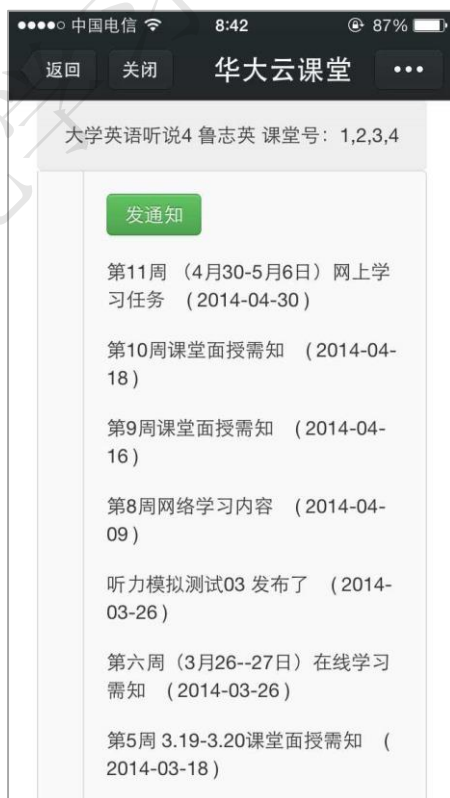 中国电信 8:42 87%
返回 关闭 华大云课堂 •••
大学英语听说4 鲁志英 课堂号：1,2,3,4
发通知
第11周 （4月30-5月6日）网上学
习任务 （2014-04-30）
第10周课堂面授需知 （2014-04-
18）
第9周课堂面授需知 （2014-04-
16）
第8周网络学习内容 （2014-04-
09）
听力模拟测试03 发布了 （2014-
03-26）
第六周（3月26--27日）在线学习
需知 （2014-03-26）
第5周 3.19-3.20课堂面授需知 （
2014-03-18）